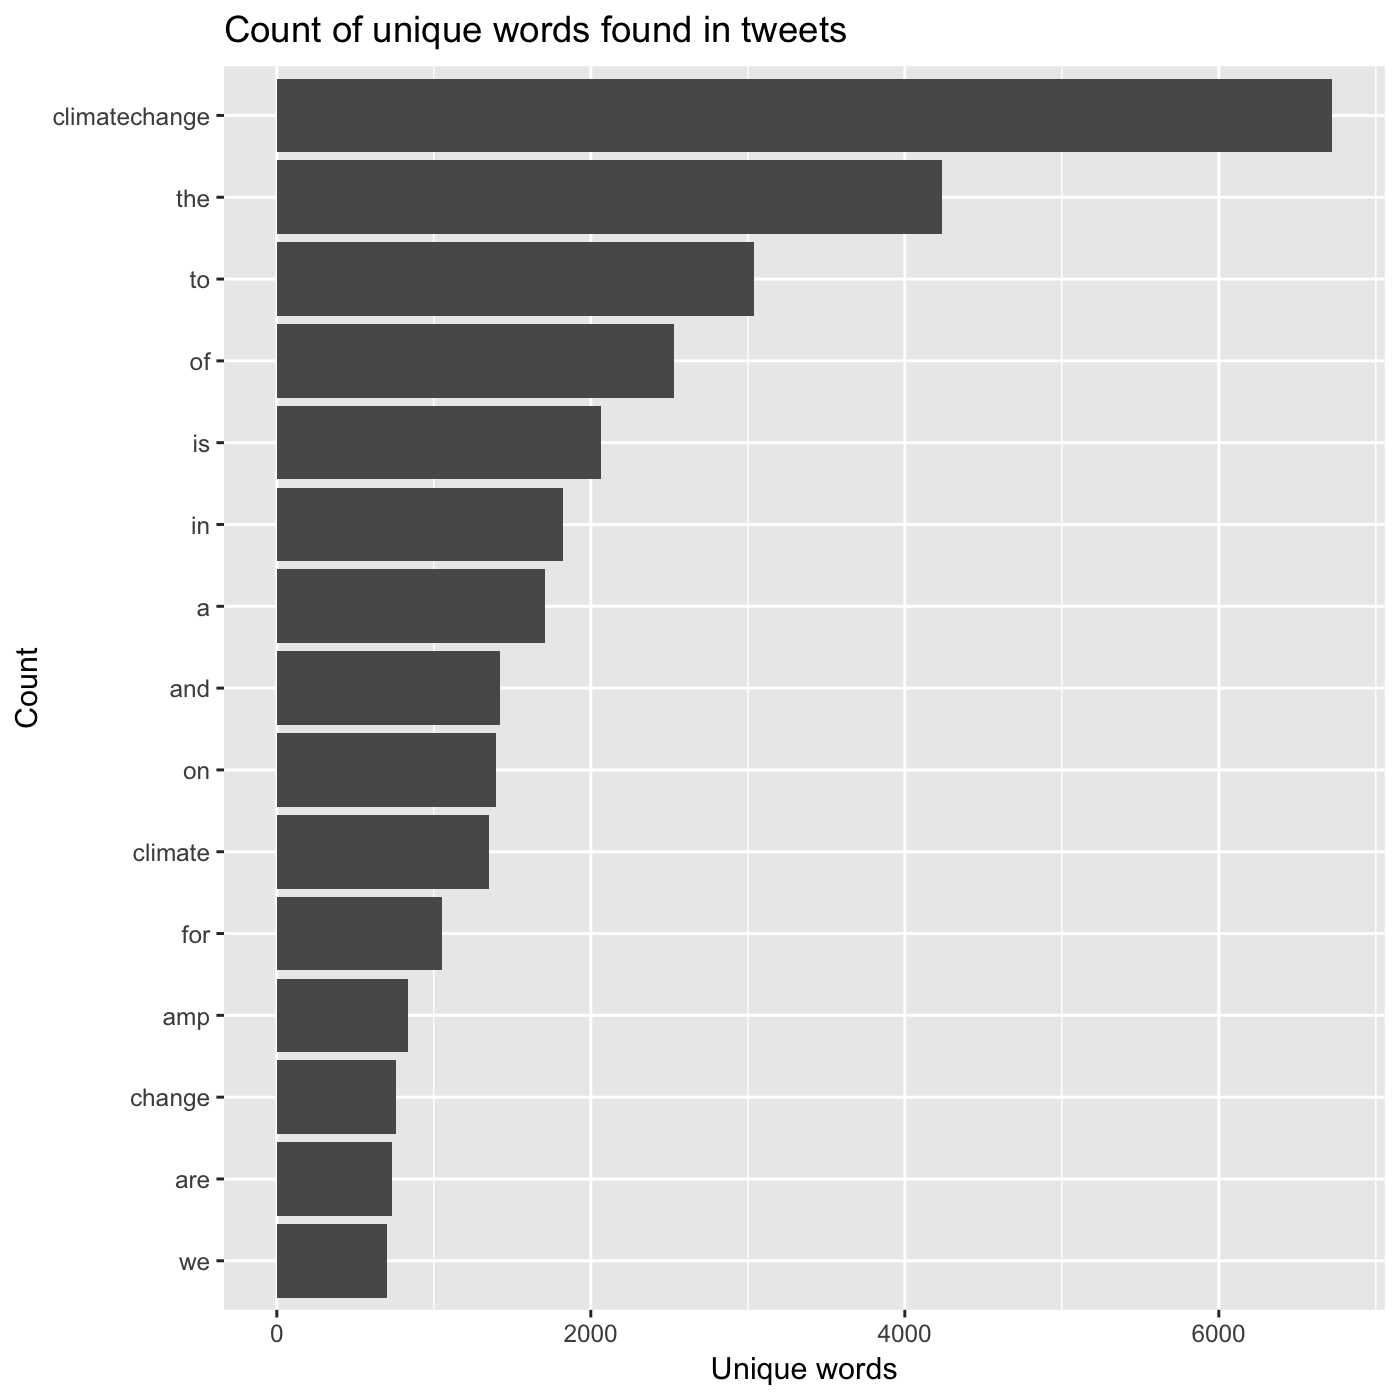 Count of unique words found in tweets
climatechange
the
to
of
is
in
a
and
on
climate
for
amp
change
are
we
Count
0 2000 4000 6000
Unique words